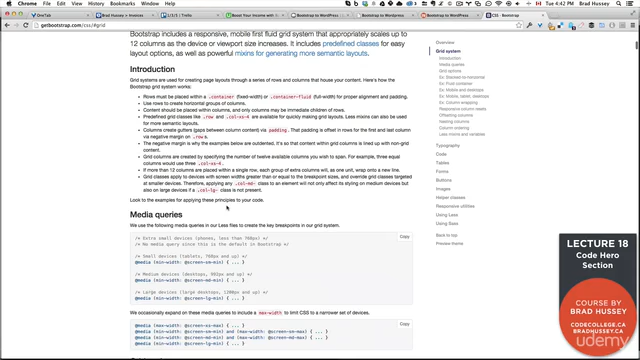 OneTab
Brad Hussey » Invoices
1 / T | Trello
Boost Your Income with
Bootstrap to WordPress
Bootstrap to WordPress
Bootstrap to WordPress
CSS · Bootstrap
Brad Hussey
getbootstrap.com/css/#grid
Bootstrap includes a responsive, mobile first fluid grid system that appropriately scales up to
12 columns as the device or viewport size increases. It includes predefined classes for easy
layout options, as well as powerful mixins for generating more semantic layouts.
Introduction
Grid systems are used for creating page layouts through a series of rows and columns that house your content. Here's how the
Bootstrap grid system works:
• Rows must be placed within a .container (fixed-width) or .container-fluid (full-width) for proper alignment and padding.
• Use rows to create horizontal groups of columns.
• Content should be placed within columns, and only columns may be immediate children of rows.
• Predefined grid classes like .row and .col-xs-4 are available for quickly making grid layouts. Less mixins can also be
used for more semantic layouts.
• Columns create gutters (gaps between column content) via padding. That padding is offset in rows for the first and last column
via negative margin on .rows.
• The negative margin is why the examples below are outdented. It's so that content within grid columns is lined up with non-grid
content.
• Grid columns are created by specifying the number of twelve available columns you wish to span. For example, three equal
columns would use three .col-xs-4.
• If more than 12 columns are placed within a single row, each group of extra columns will, as one unit, wrap onto a new line.
• Grid classes apply to devices with screen widths greater than or equal to the breakpoint sizes, and override grid classes targeted
at smaller devices. Therefore, applying any .col-md- class to an element will not only affect its styling on medium devices but
also on large devices if a .col-lg- class is not present.
Look to the examples for applying these principles to your code.
Media queries
We use the following media queries in our Less files to create the key breakpoints in our grid system.
Copy
/* Extra small devices (phones, less than 768px) */
/* No media query since this is the default in Bootstrap */
/* Small devices (tablets, 768px and up) */
@media (min-width: @screen-sm-min) { ... }
/* Medium devices (desktops, 992px and up) */
@media (min-width: @screen-md-min) { ... }
/* Large devices (large desktops, 1200px and up) */
@media (min-width: @screen-lg-min) { ... }
We occasionally expand on these media queries to include a max-width to limit CSS to a narrower set of devices.
Copy
@media (max-width: @screen-xs-max) { ... }
@media (min-width: @screen-sm-min) and (max-width: @screen-sm-max) { ... }
@media (min-width: @screen-md-min) and (max-width: @screen-md-max) { ... }
@media (min-width: @screen-lg-min) { ... }
Overview
Grid system
Introduction
Media queries
Grid options
Ex: Stacked-to-horizontal
Ex: Fluid container
Ex: Mobile and desktops
Ex: Mobile, tablet, desktops
Ex: Column wrapping
Responsive column resets
Offsetting columns
Nesting columns
Column ordering
Less mixins and variables
Typography
Code
Tables
Forms
Buttons
Images
Helper classes
Responsive utilities
Using Less
Using Sass
Back to top
Preview theme
LECTURE 18
Code Hero
Section
COURSE BY
BRAD HUSSEY
CODECOLLEGE.CA
BRADHUSSEY.CA
udemy